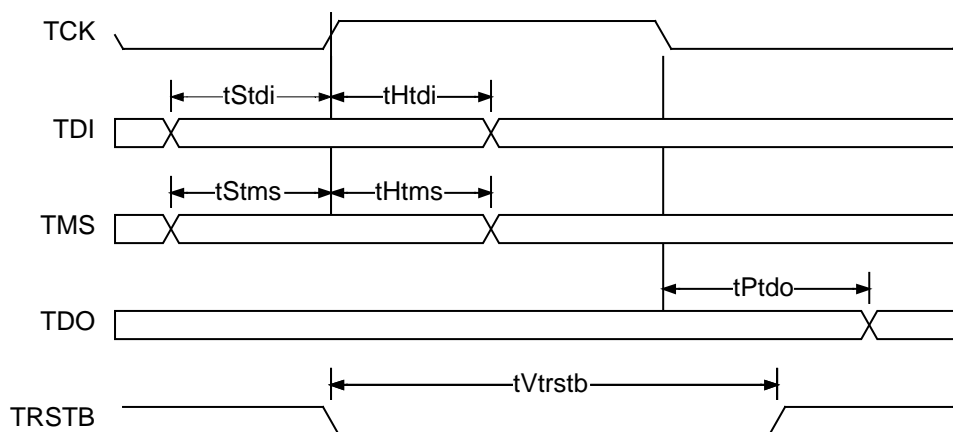 TCK
tStdi tHtdi
TDI
tStms tHtms
TMS
tPtdo
TDO
tVtrstb
TRSTB